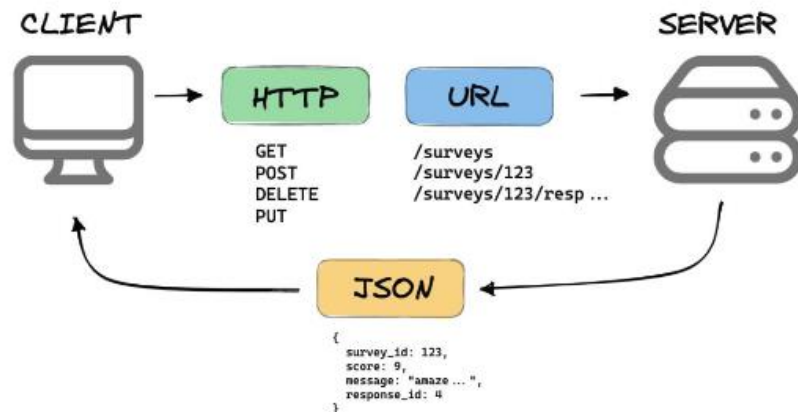 CLIENT
SERVER
HTTP
URL
GET
POST
DELETE
PUT
/surveys
/surveys/123
/surveys/123/resp ...
JSON
{
survey_id: 123,
score: 9,
message: "amaze ... ",
response_id: 4
}